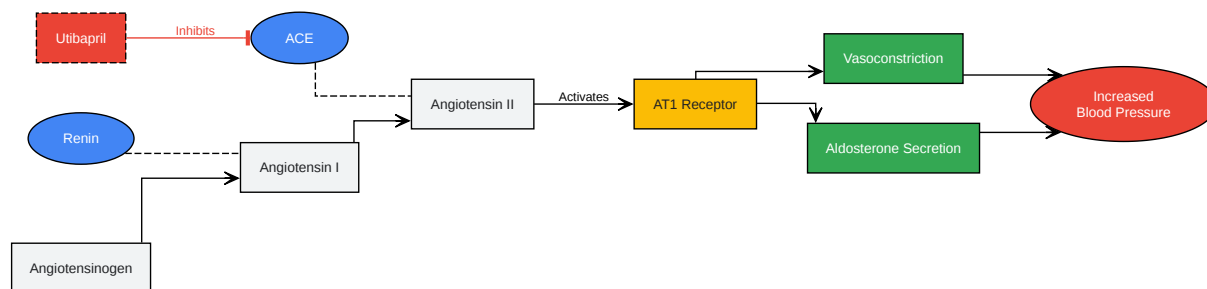 Utibapril
Inhibits
ACE
Vasoconstriction
Angiotensin II
Activates
AT1 Receptor
Increased
Blood Pressure
Renin
Angiotensin I
Aldosterone Secretion
Angiotensinogen